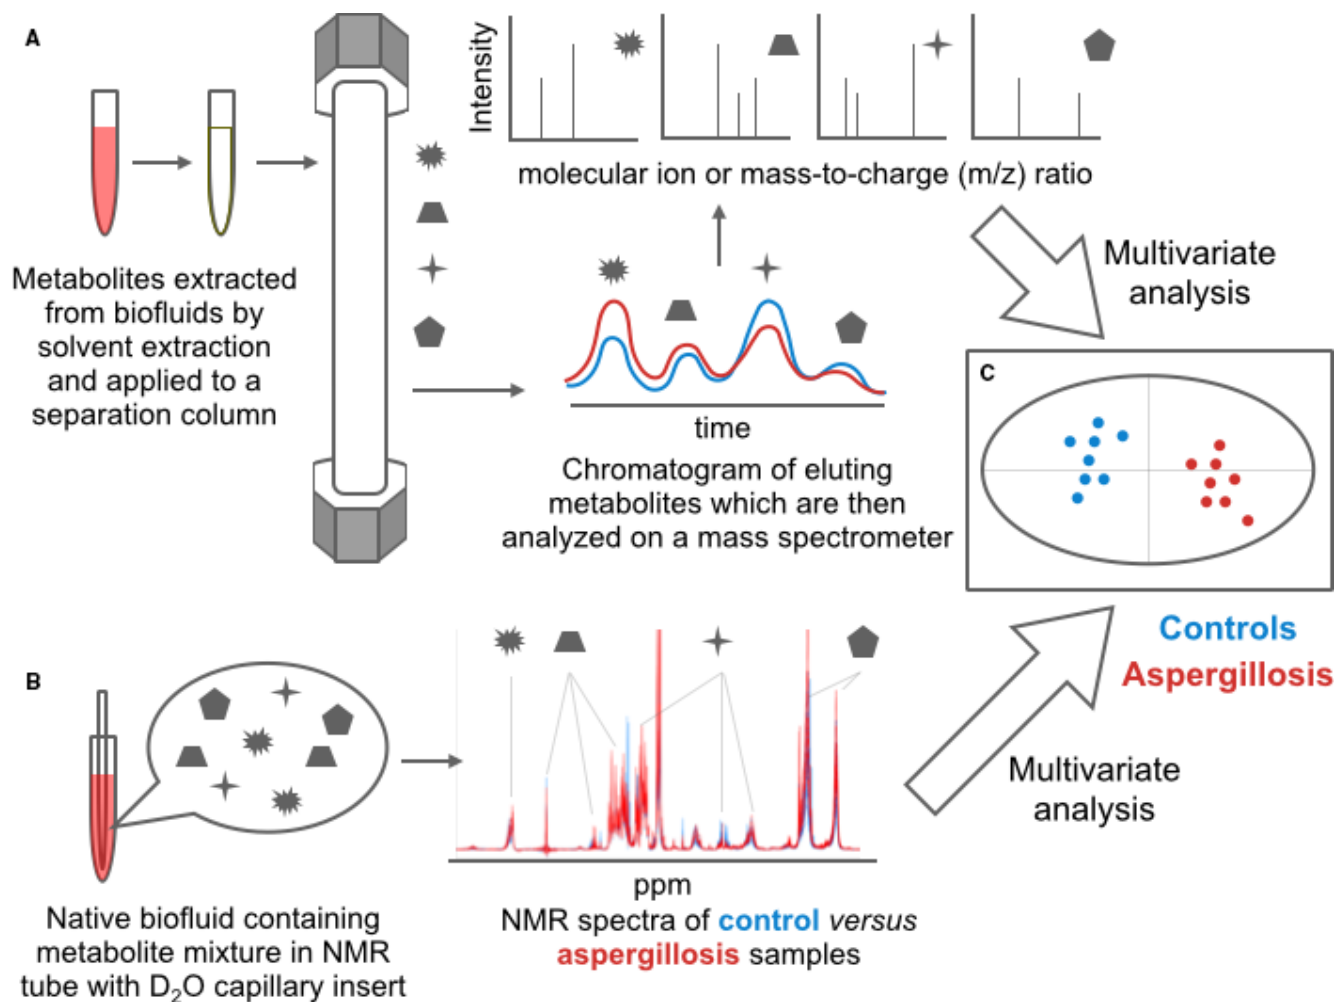 A
Metabolites extracted
from biofluids by
solvent extraction
and applied to a
separation column
Intensity
molecular ion or mass-to-charge (m/z) ratio
time
Chromatogram of eluting
metabolites which are then
analyzed on a mass spectrometer
Multivariate
analysis
C
Controls
Aspergillosis
B
Native biofluid containing
metabolite mixture in NMR
tube with D₂O capillary insert
ppm
NMR spectra of control versus
aspergillosis samples
Multivariate
analysis